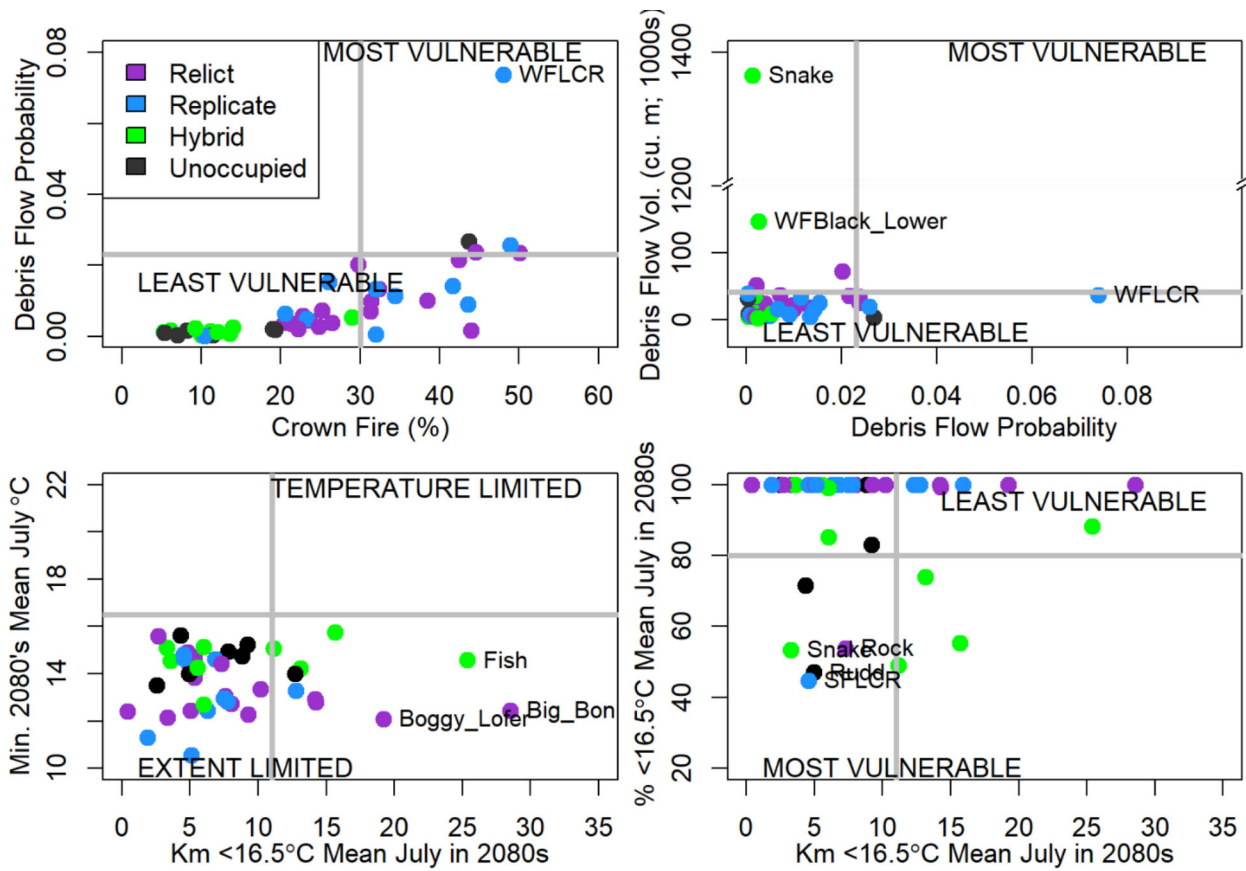 MOST VULNERABLE
WFLCR
Relict
Replicate
Hybrid
Unoccupied
LEAST VULNERABLE
0.08
0.04
0.00
Debris Flow Probability
0 10 20 30 40 50 60
Crown Fire (%)
MOST VULNERABLE
Snake
WFBlack_Lower
WFLCR
LEAST VULNERABLE
1400
1200
100
0
Debris Flow Vol. (cu. m; 1000s)
0 0.02 0.04 0.06 0.08
Debris Flow Probability
TEMPERATURE LIMITED
Fish
Boggy_Lofer
Big_Bon
EXTENT LIMITED
22
18
14
10
Min. 2080's Mean July °C
0 5 10 15 20 25 30 35
Km <16.5°C Mean July in 2080s
LEAST VULNERABLE
Snake
Rock
Rudd
SFLCR
MOST VULNERABLE
100
80
60
40
20
% <16.5°C Mean July in 2080s
0 5 10 15 20 25 30 35
Km <16.5°C Mean July in 2080s